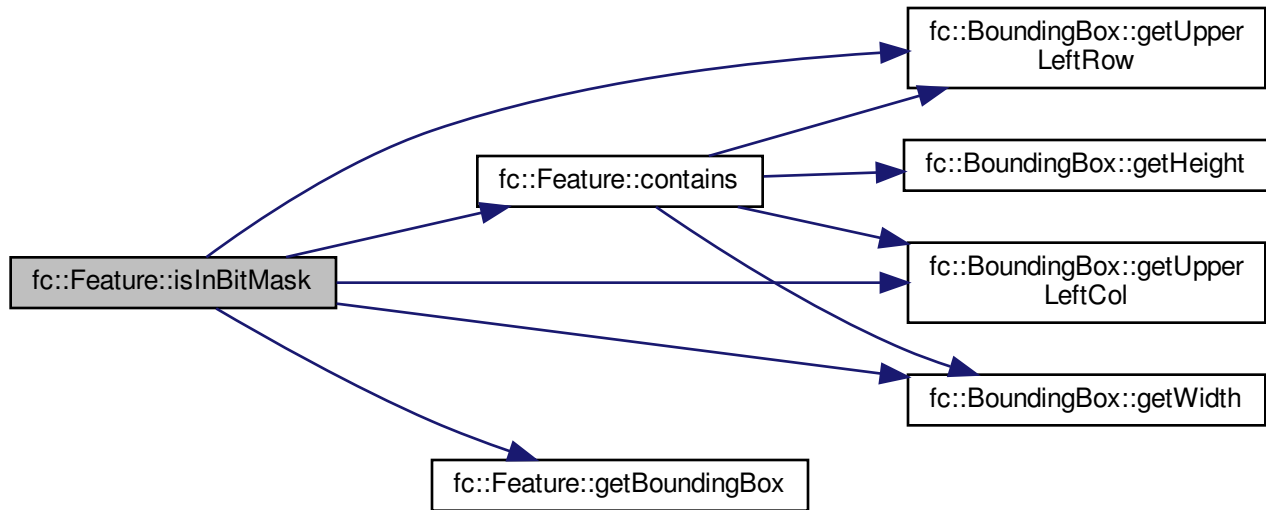 fc::BoundingBox::getUpper
LeftRow
fc::BoundingBox::getHeight
fc::Feature::contains
fc::BoundingBox::getUpper
LeftCol
fc::Feature::isInBitMask
fc::BoundingBox::getWidth
fc::Feature::getBoundingBox